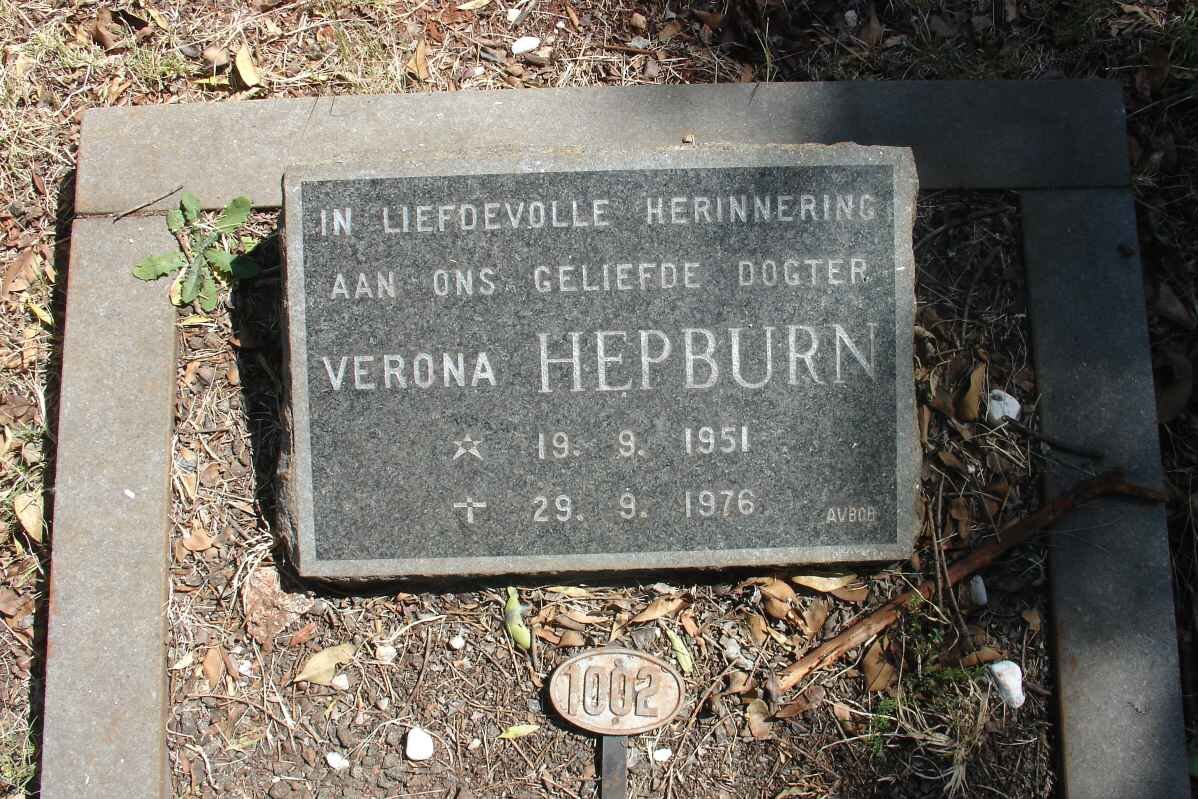 IN LIEFDEVOLLE HERINNERING
AAN ONS GELIEFDE DOGTER
VERONA HEPBURN
19. 9. 1951
29. 9. 1976
AVBOB
1002